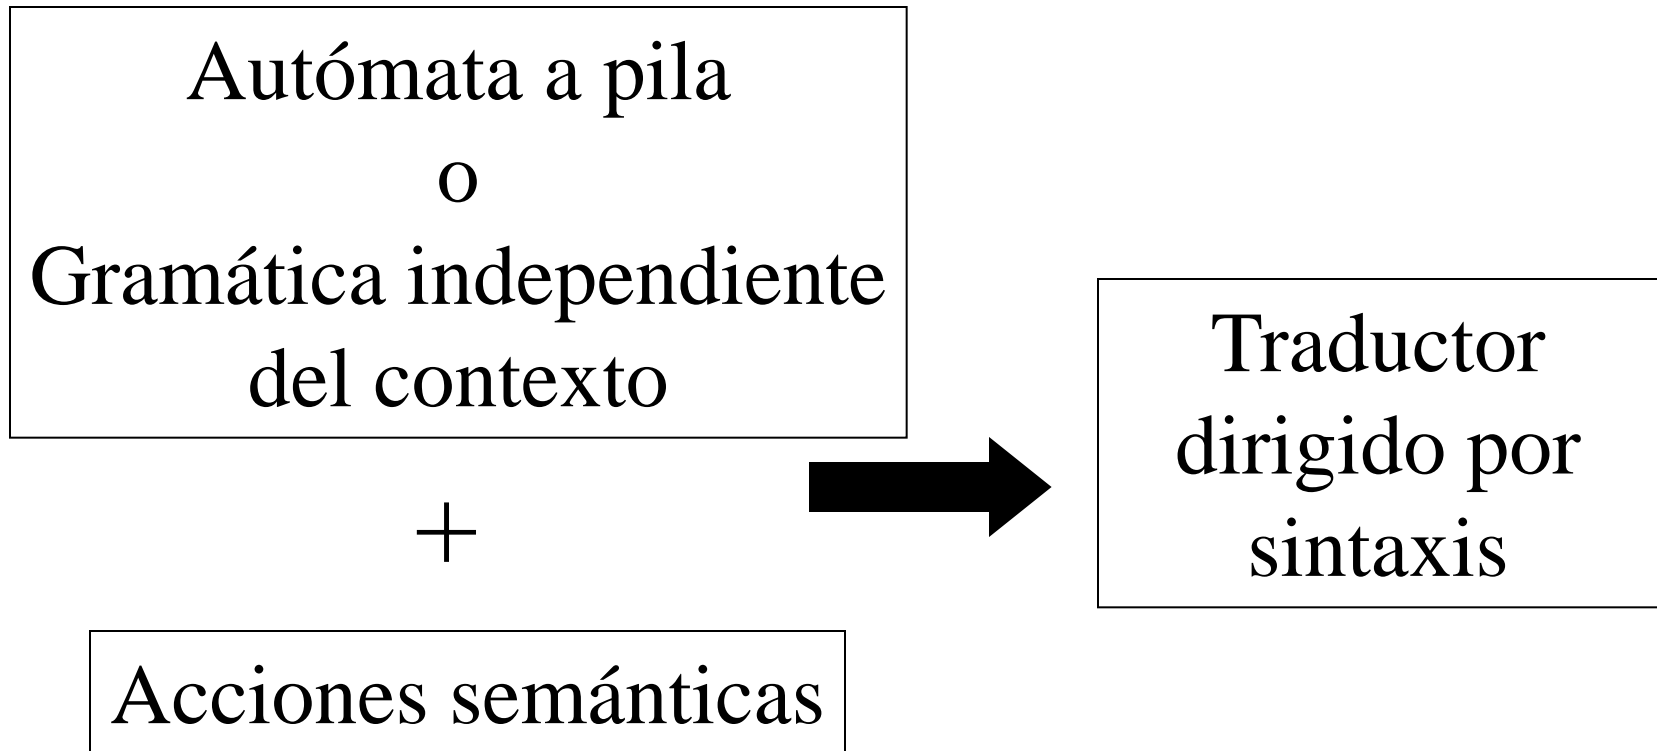 Autómata a pila
o
Gramática independiente
del contexto
+
Acciones semánticas
Traductor
dirigido por
sintaxis